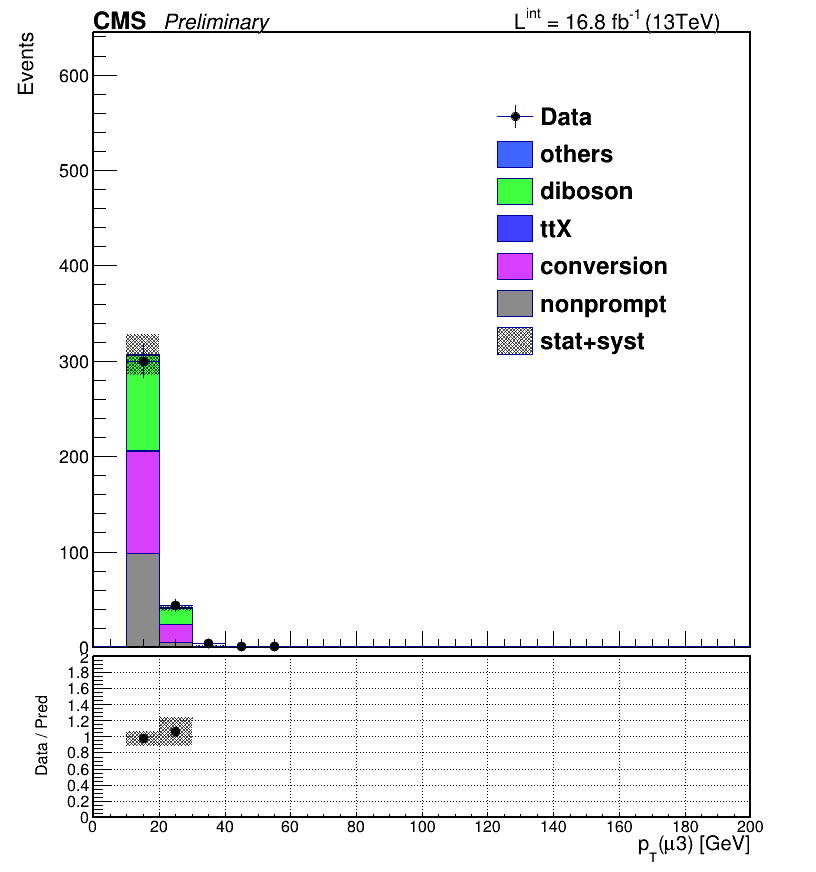 CMS Preliminary L^int = 16.8 fb^-1 (13TeV)
Events
600
500
400
300
200
100
0
Data
others
diboson
ttX
conversion
nonprompt
stat+syst
Data / Pred
2
1.8
1.6
1.4
1.2
1
0.8
0.6
0.4
0.2
0
0 20 40 60 80 100 120 140 160 180 200
p_T(μ3) [GeV]